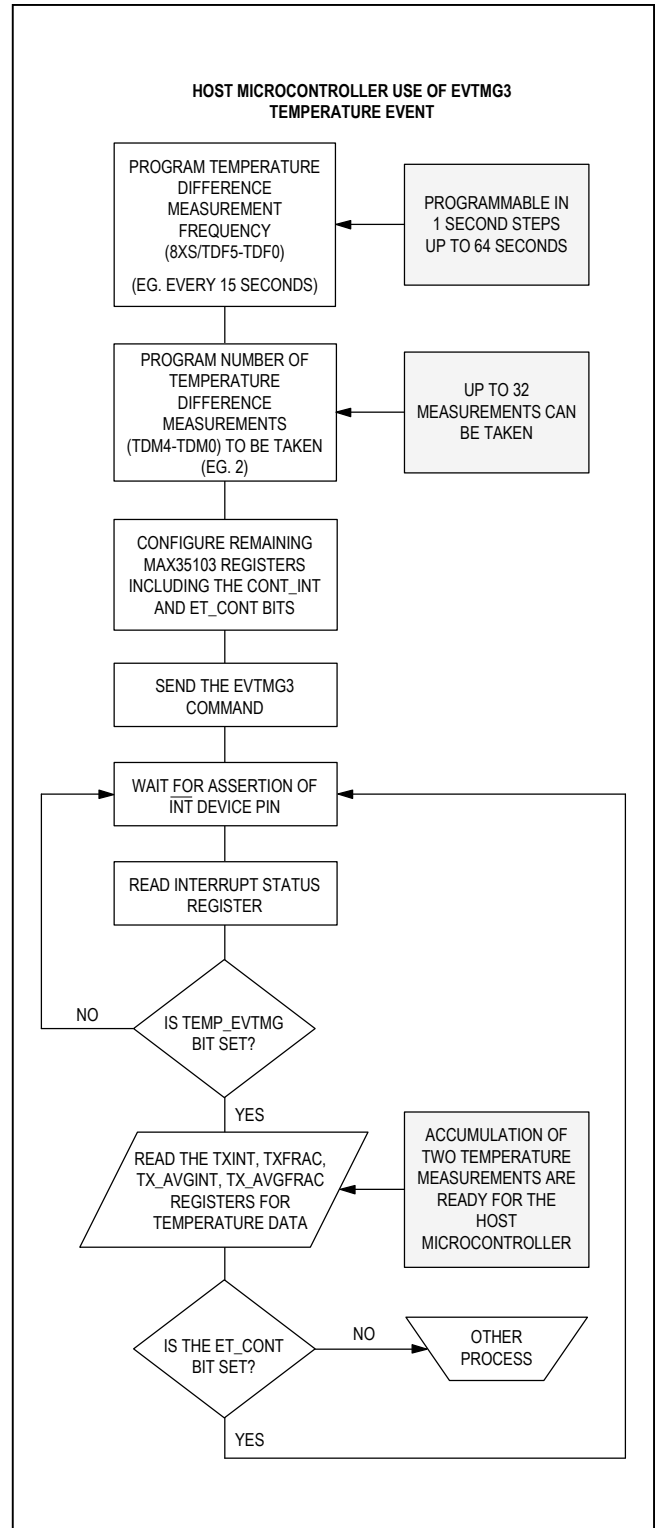 HOST MICROCONTROLLER USE OF EVTMG3
TEMPERATURE EVENT
PROGRAM TEMPERATURE
DIFFERENCE
MEASUREMENT
FREQUENCY
(8XS/TDF5-TDF0)
(EG. EVERY 15 SECONDS)
PROGRAMMABLE IN
1 SECOND STEPS
UP TO 64 SECONDS
PROGRAM NUMBER OF
TEMPERATURE
DIFFERENCE
MEASUREMENTS
(TDM4-TDM0) TO BE TAKEN
(EG. 2)
UP TO 32
MEASUREMENTS CAN
BE TAKEN
CONFIGURE REMAINING
MAX35103 REGISTERS
INCLUDING THE CONT_INT
AND ET_CONT BITS
SEND THE EVTMG3
COMMAND
WAIT FOR ASSERTION OF
INT DEVICE PIN
READ INTERRUPT STATUS
REGISTER
NO
IS TEMP_EVTMG
BIT SET?
YES
READ THE TXINT, TXFRAC,
TX_AVGINT, TX_AVGFRAC
REGISTERS FOR
TEMPERATURE DATA
ACCUMULATION OF
TWO TEMPERATURE
MEASUREMENTS ARE
READY FOR THE
HOST
MICROCONTROLLER
IS THE ET_CONT
BIT SET?
NO
OTHER
PROCESS
YES